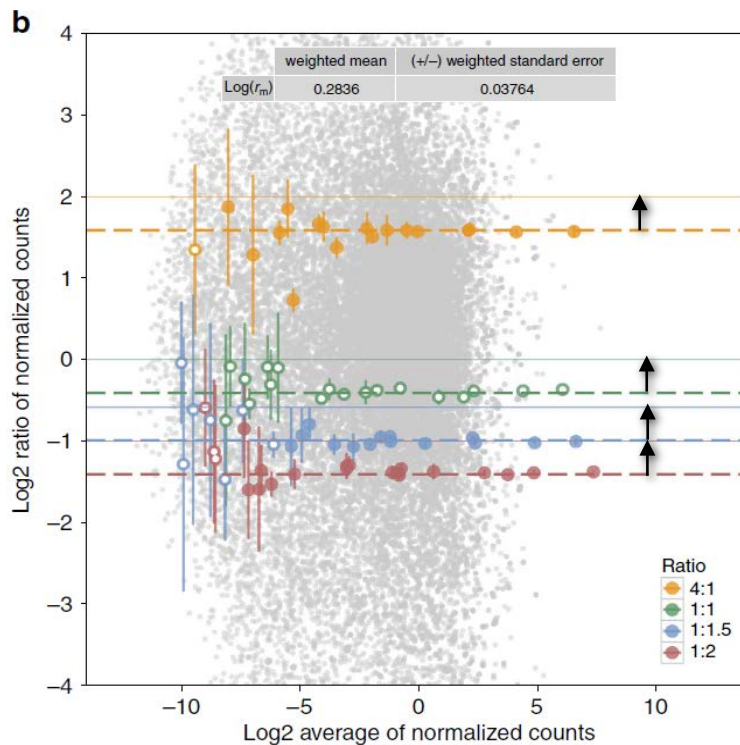 b
weighted mean (+/−) weighted standard error
Log(rm) 0.2836 0.03764
4
3
2
1
0
−1
−2
−3
−4
Log2 ratio of normalized counts
Ratio
4:1
1:1
1:1.5
1:2
−10 −5 0 5 10
Log2 average of normalized counts